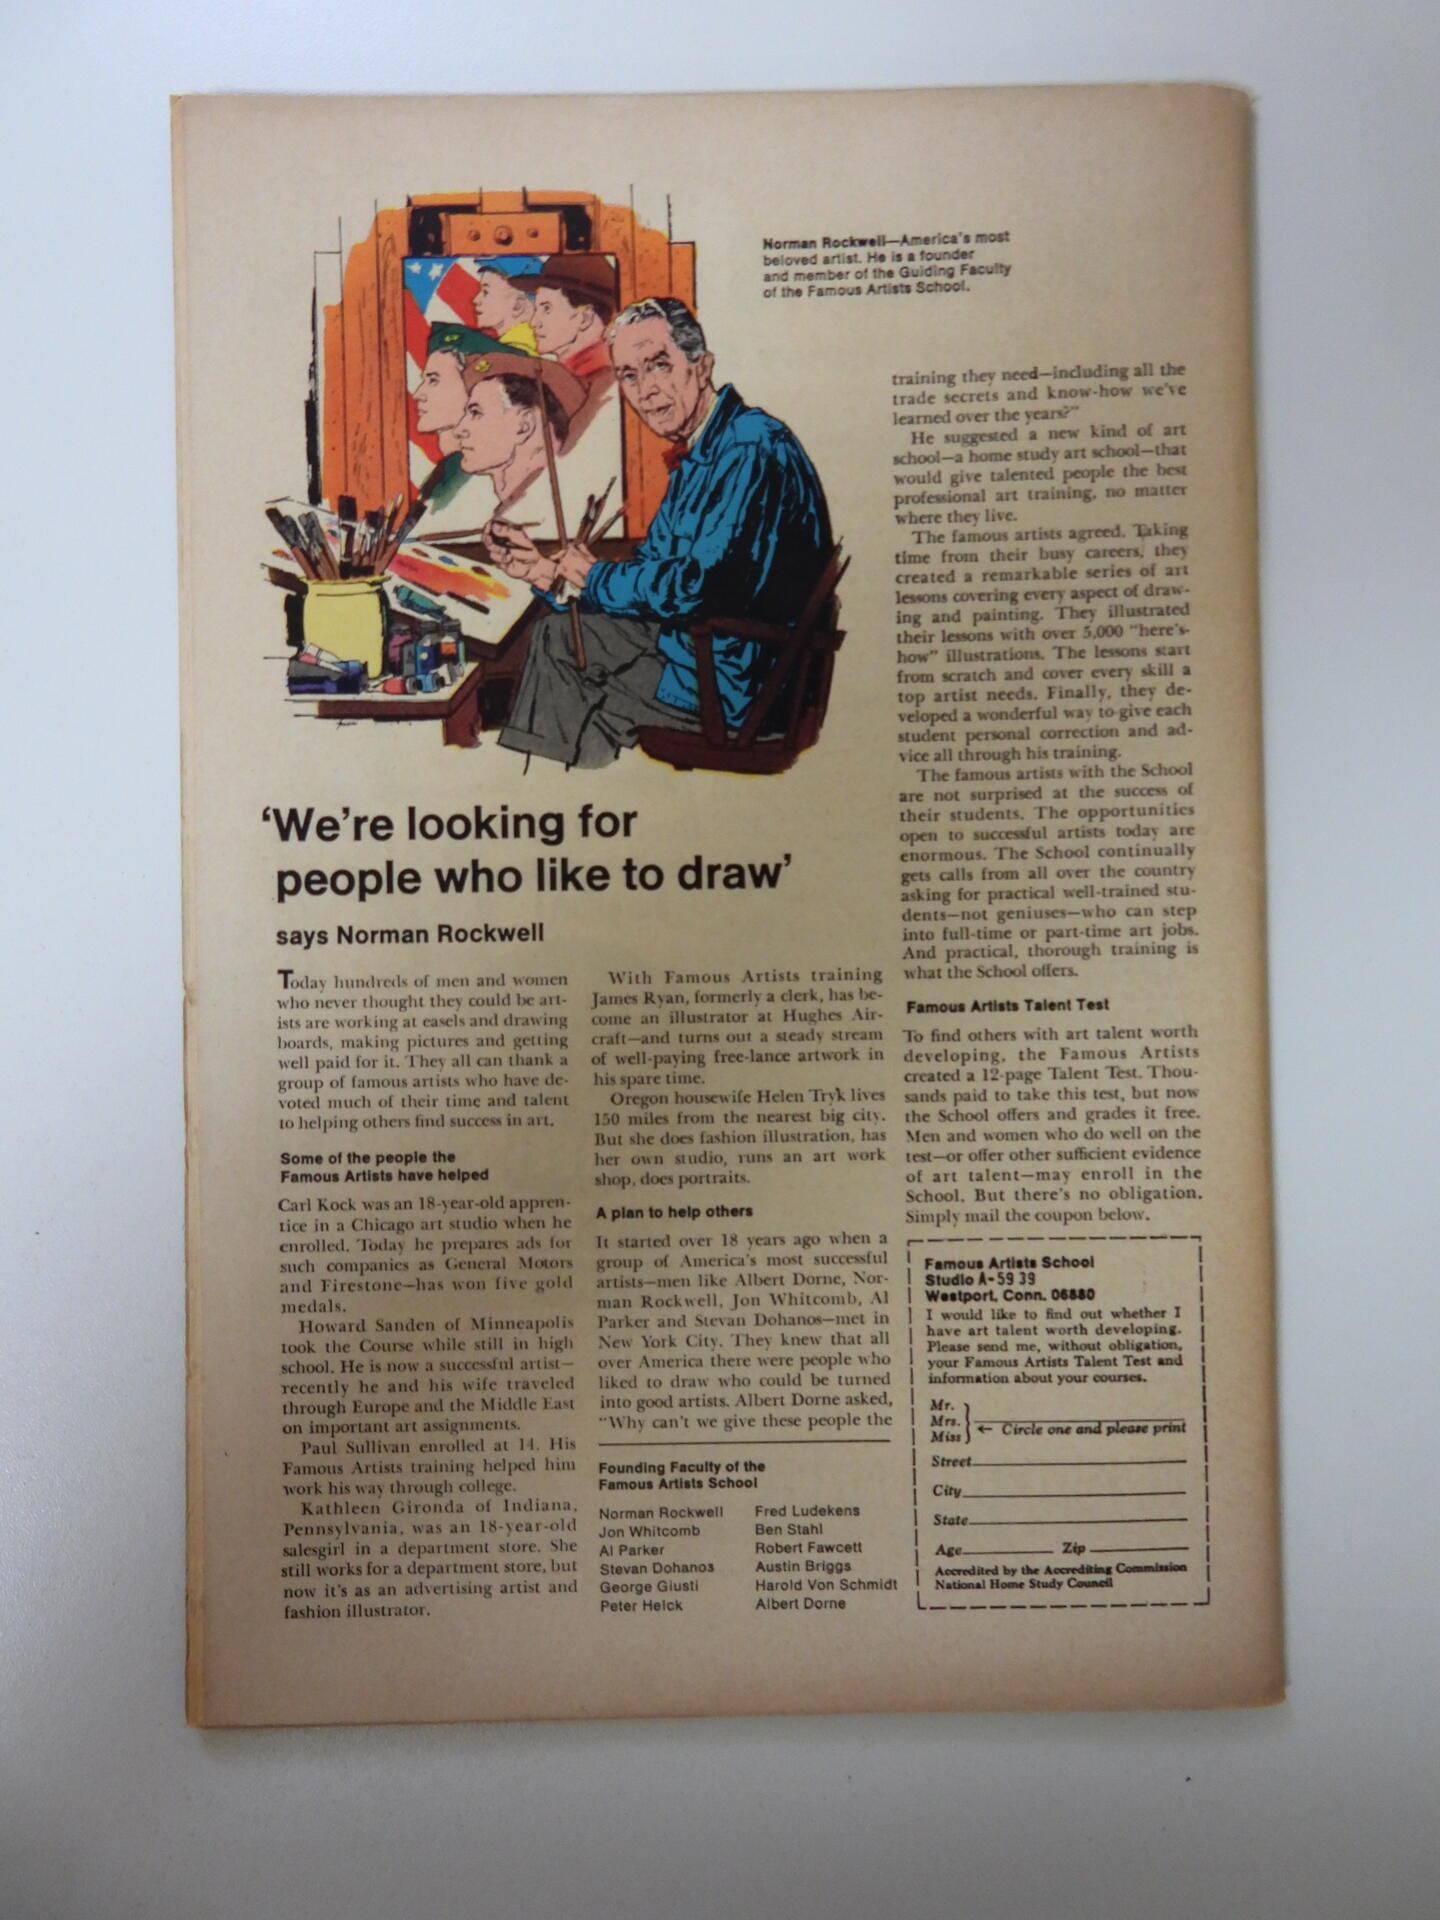 Norman Rockwell—America's most
beloved artist. He is a founder
and member of the Guiding Faculty
of the Famous Artists School.
'We're looking for
people who like to draw'
says Norman Rockwell
Today hundreds of men and women
who never thought they could be art-
ists are working at easels and drawing
boards, making pictures and getting
well paid for it. They all can thank a
group of famous artists who have de-
voted much of their time and talent
to helping others find success in art.
Some of the people the
Famous Artists have helped
Carl Kock was an 18-year-old appren-
tice in a Chicago art studio when he
enrolled. Today he prepares ads for
such companies as General Motors
and Firestone—has won five gold
medals.
Howard Sanden of Minneapolis
took the Course while still in high
school. He is now a successful artist—
recently he and his wife traveled
through Europe and the Middle East
on important art assignments.
Paul Sullivan enrolled at 14. His
Famous Artists training helped him
work his way through college.
Kathleen Gironda of Indiana,
Pennsylvania, was an 18-year-old
salesgirl in a department store. She
still works for a department store, but
now it's as an advertising artist and
fashion illustrator.
With Famous Artists training
James Ryan, formerly a clerk, has be-
come an illustrator at Hughes Air-
craft—and turns out a steady stream
of well-paying free-lance artwork in
his spare time.
Oregon housewife Helen Tryk lives
150 miles from the nearest big city.
But she does fashion illustration, has
her own studio, runs an art work
shop, does portraits.
A plan to help others
It started over 18 years ago when a
group of America's most successful
artists—men like Albert Dorne, Nor-
man Rockwell, Jon Whitcomb, Al
Parker and Stevan Dohanos—met in
New York City. They knew that all
over America there were people who
liked to draw who could be turned
into good artists. Albert Dorne asked,
"Why can't we give these people the
Founding Faculty of the
Famous Artists School
Norman Rockwell
Jon Whitcomb
Al Parker
Stevan Dohanos
George Giusti
Peter Helck
Fred Ludekens
Ben Stahl
Robert Fawcett
Austin Briggs
Harold Von Schmidt
Albert Dorne
training they need—including all the
trade secrets and know-how we've
learned over the years?"
He suggested a new kind of art
school—a home study art school—that
would give talented people the best
professional art training, no matter
where they live.
The famous artists agreed. Taking
time from their busy careers, they
created a remarkable series of art
lessons covering every aspect of draw-
ing and painting. They illustrated
their lessons with over 5,000 "here's-
how" illustrations. The lessons start
from scratch and cover every skill a
top artist needs. Finally, they de-
veloped a wonderful way to give each
student personal correction and ad-
vice all through his training.
The famous artists with the School
are not surprised at the success of
their students. The opportunities
open to successful artists today are
enormous. The School continually
gets calls from all over the country
asking for practical well-trained stu-
dents—not geniuses—who can step
into full-time or part-time art jobs.
And practical, thorough training is
what the School offers.
Famous Artists Talent Test
To find others with art talent worth
developing, the Famous Artists
created a 12-page Talent Test. Thou-
sands paid to take this test, but now
the School offers and grades it free.
Men and women who do well on the
test—or offer other sufficient evidence
of art talent—may enroll in the
School. But there's no obligation.
Simply mail the coupon below.
Famous Artists School
Studio A-5939
Westport, Conn. 06880
I would like to find out whether I
have art talent worth developing.
Please send me, without obligation,
your Famous Artists Talent Test and
information about your courses.
Mr.
Mrs.
Miss
← Circle one and please print
Street
City
State
Age Zip
Accredited by the Accrediting Commission
National Home Study Council